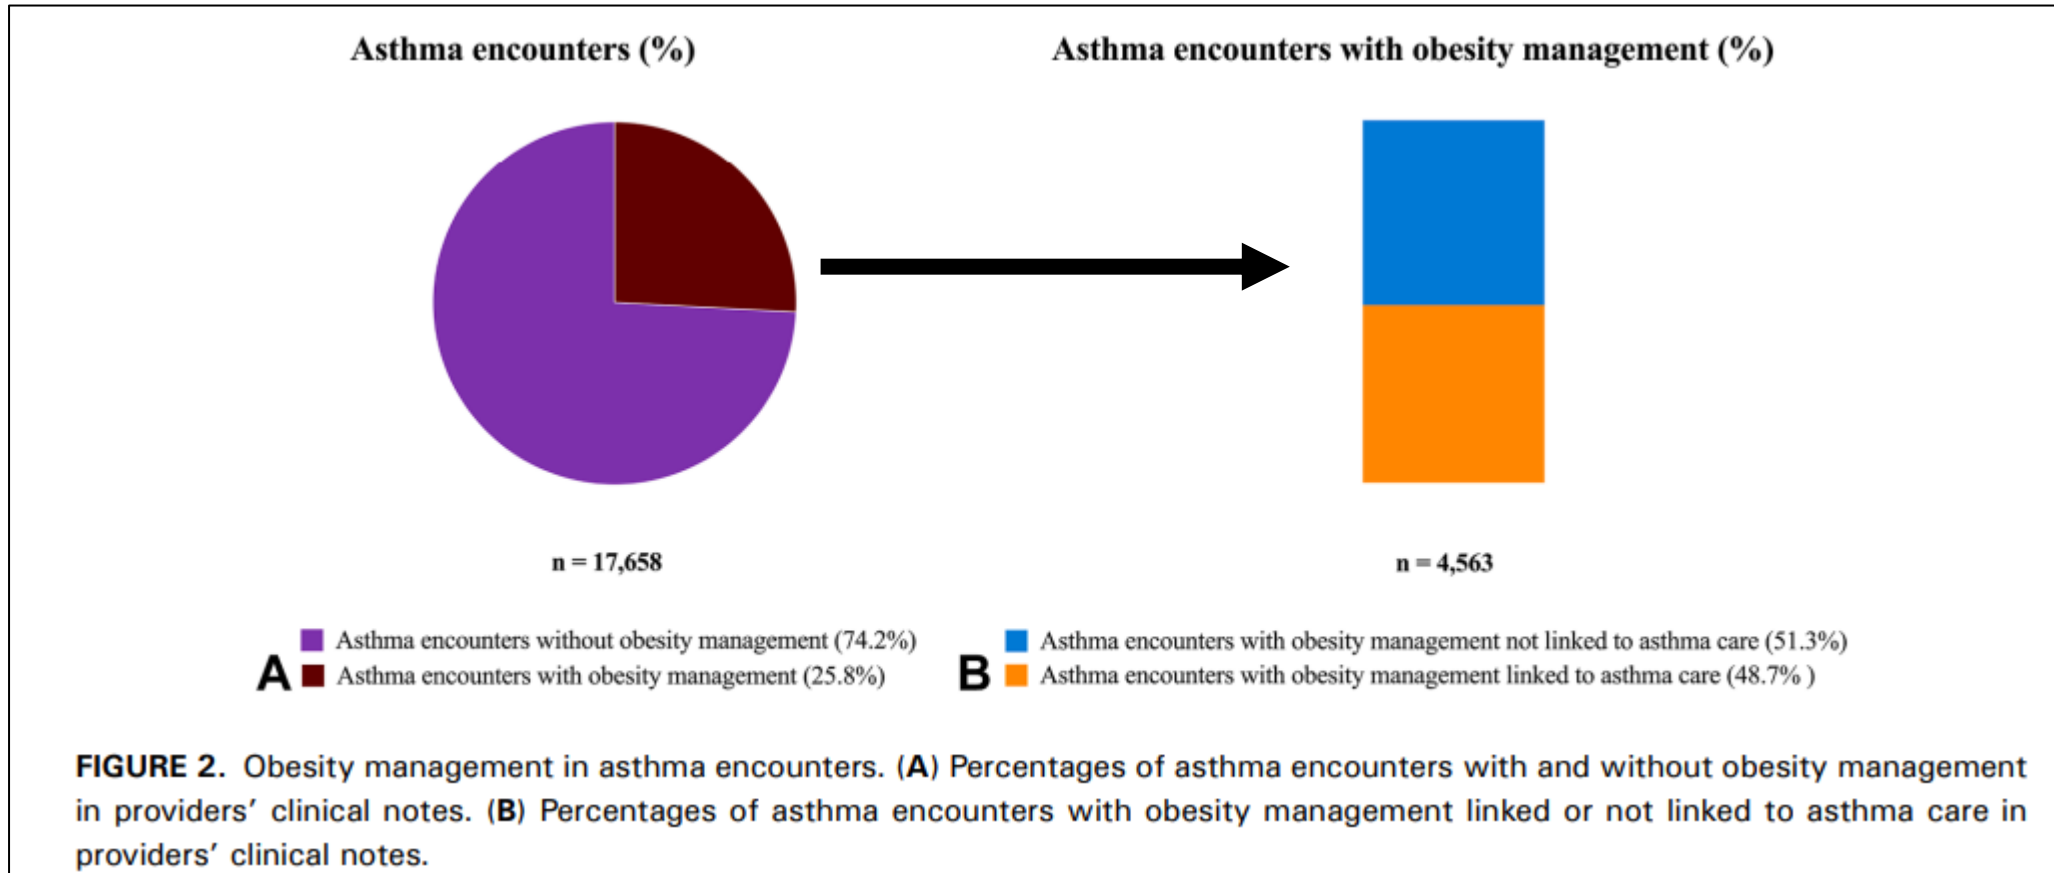 Asthma encounters (%)
Asthma encounters with obesity management (%)
n = 17,658
n = 4,563
A
Asthma encounters without obesity management (74.2%)
Asthma encounters with obesity management (25.8%)
B
Asthma encounters with obesity management not linked to asthma care (51.3%)
Asthma encounters with obesity management linked to asthma care (48.7% )
FIGURE 2. Obesity management in asthma encounters. (A) Percentages of asthma encounters with and without obesity management
in providers’ clinical notes. (B) Percentages of asthma encounters with obesity management linked or not linked to asthma care in
providers’ clinical notes.